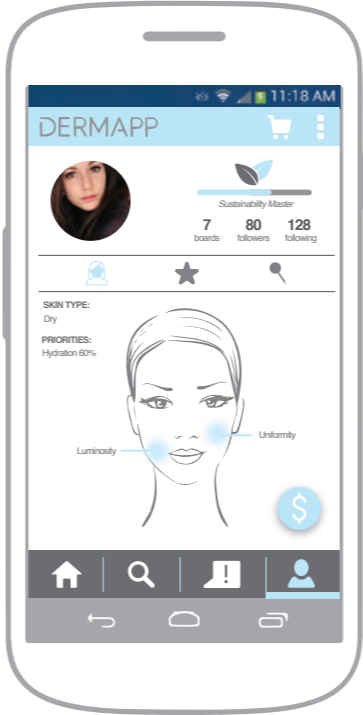 11:18 AM
DERMAPP
Sustainability Master
7 80 128
boards followers following
SKIN TYPE:
Dry
PRIORITIES:
Hydration 60%
Uniformity
Luminosity
$
!